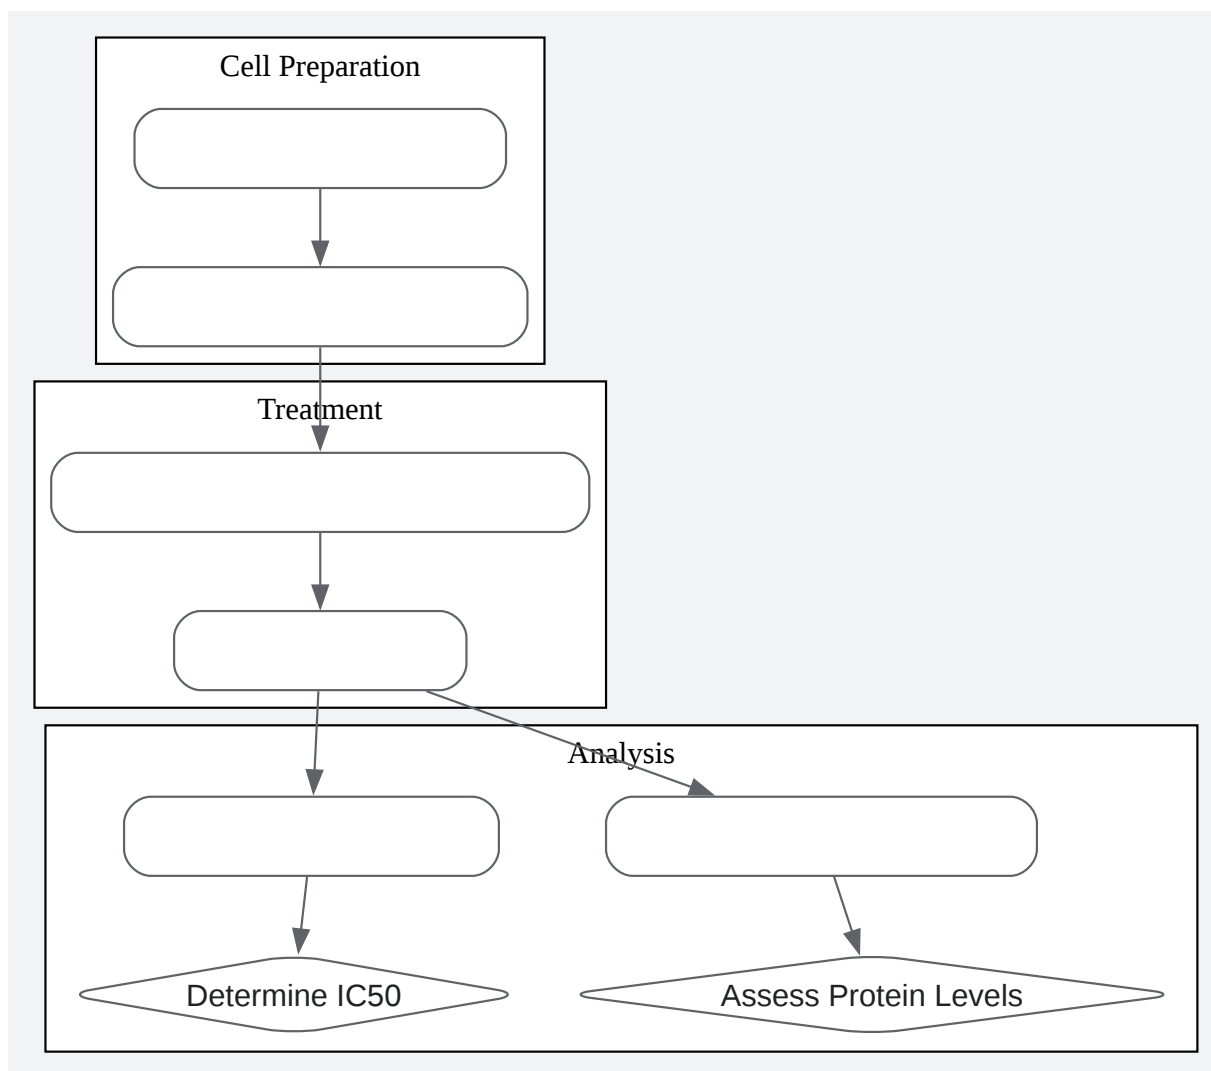 Cell Preparation
Treatment
Analysis
Determine IC50
Assess Protein Levels